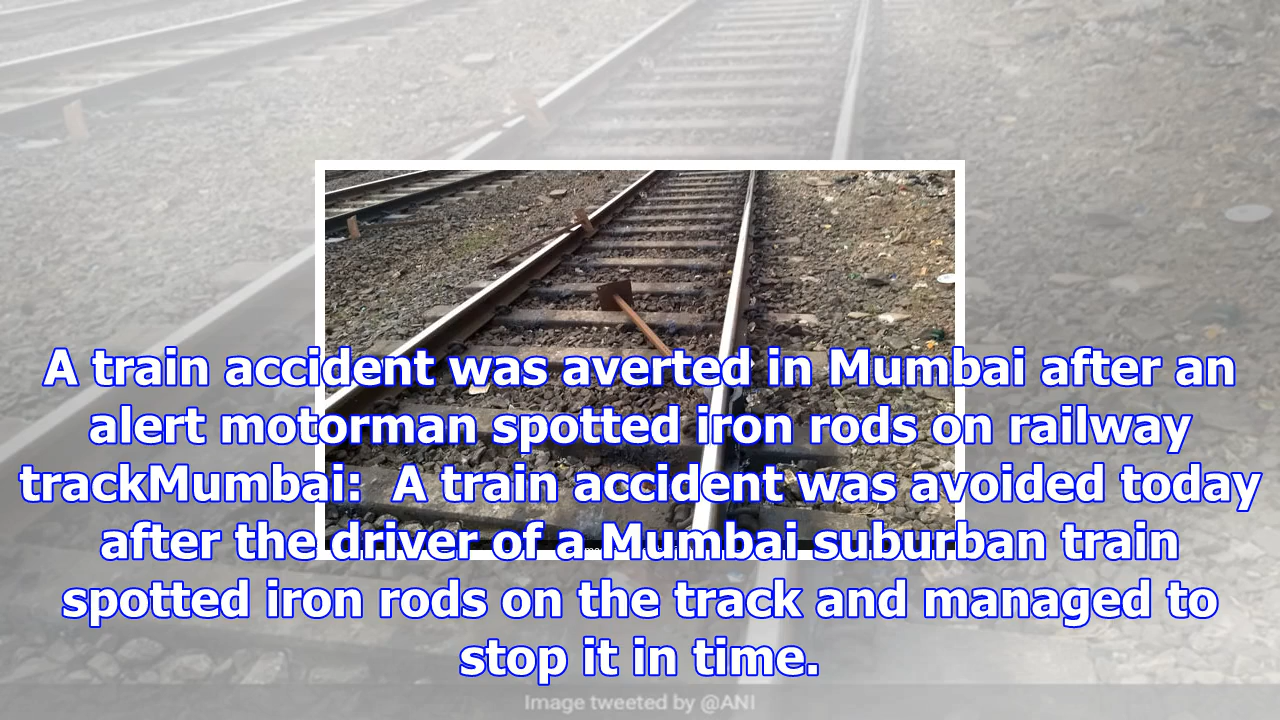 A train accident was averted in Mumbai after an
alert motorman spotted iron rods on railway
trackMumbai:  A train accident was avoided today
after the driver of a Mumbai suburban train
spotted iron rods on the track and managed to
stop it in time.
Image tweeted by @ANI